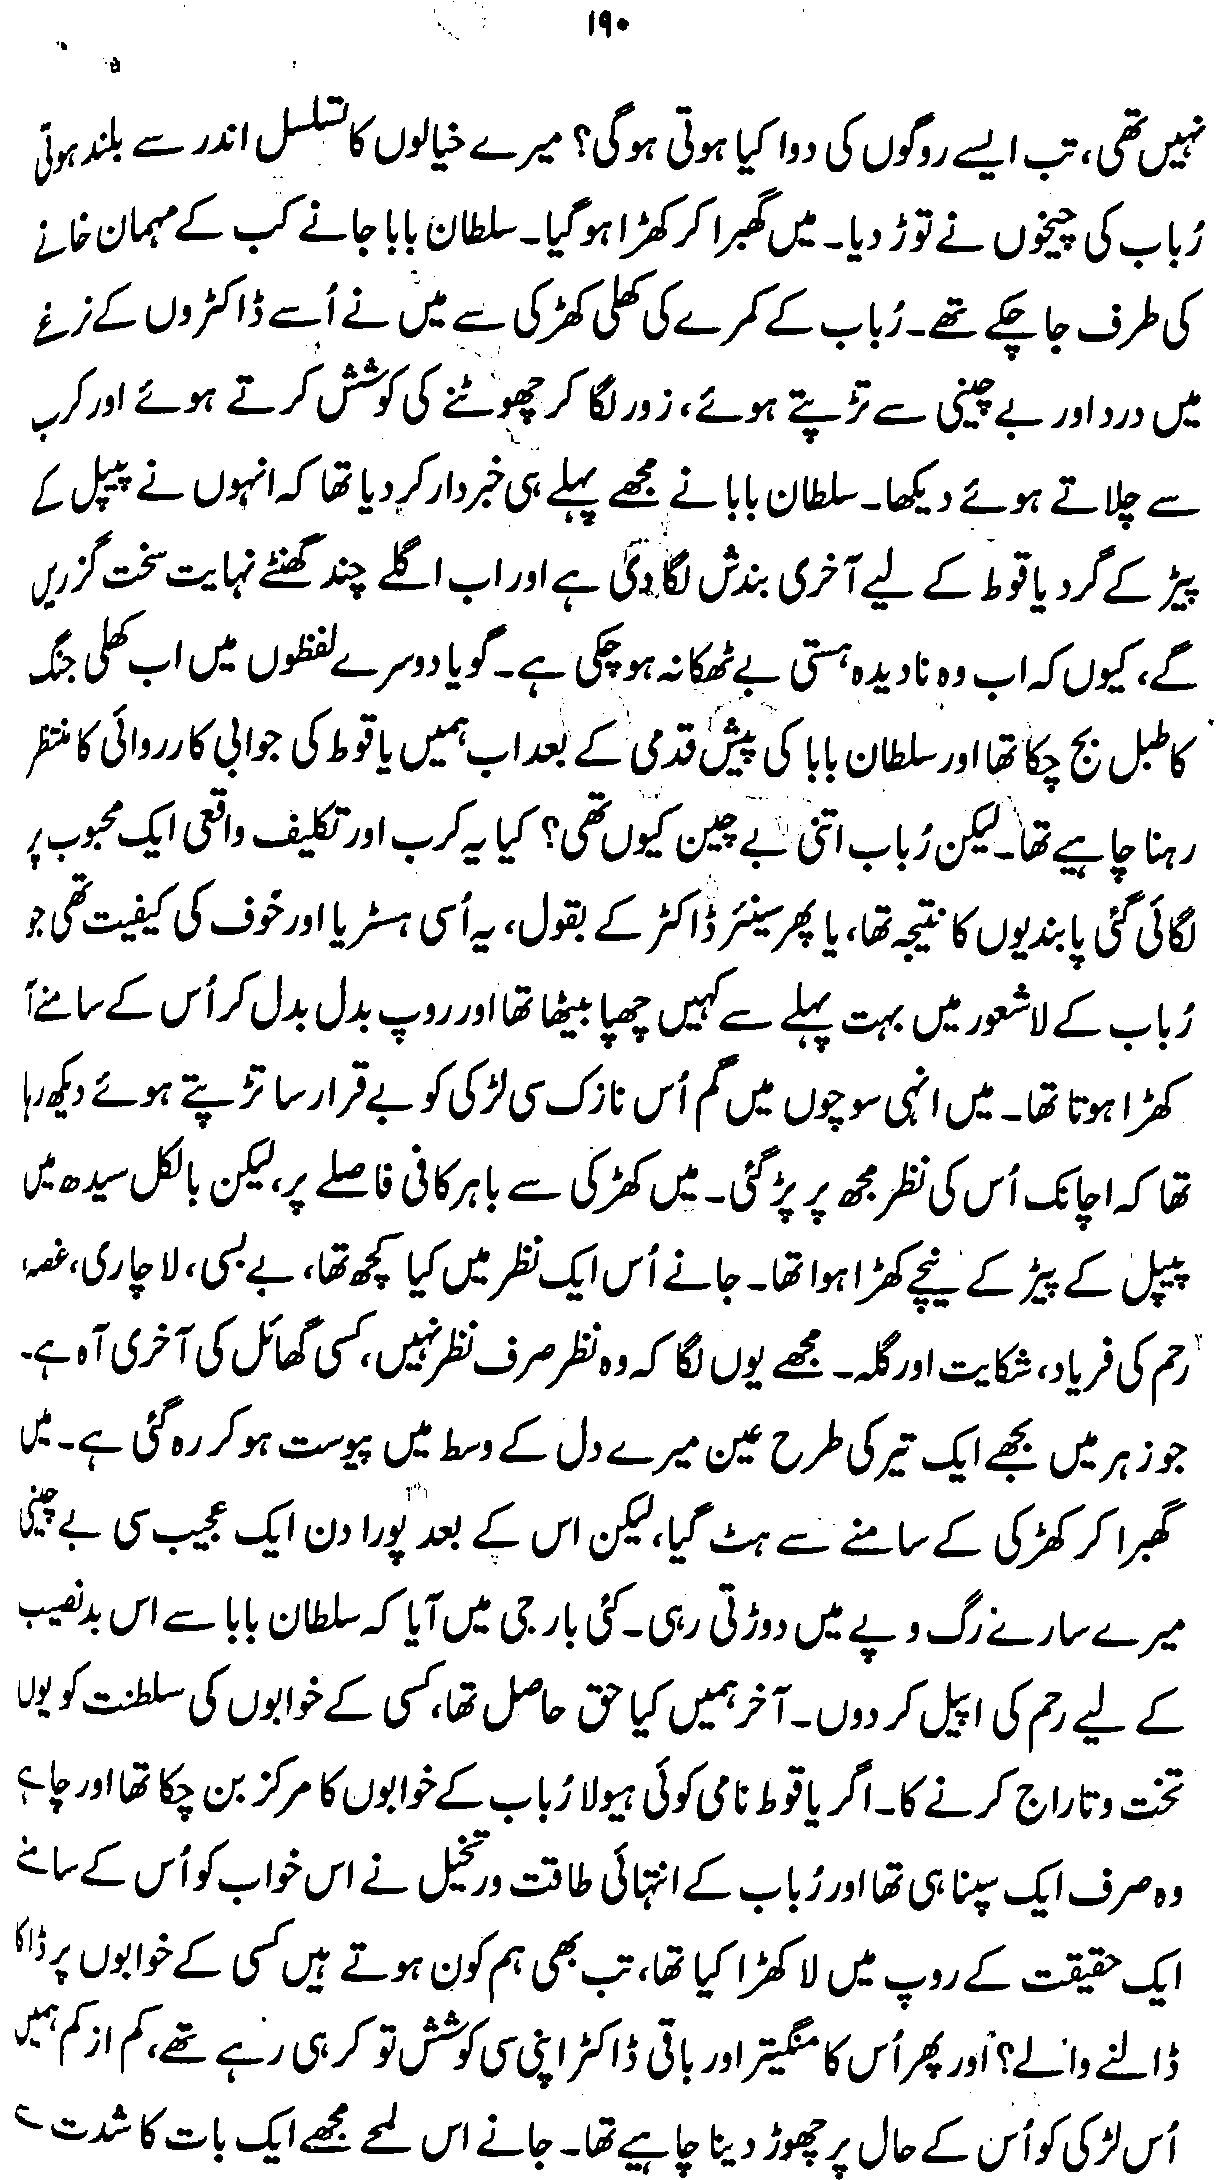 ۱۹۰
نہیں تھی، تب ایسے روگوں کی دوا کیا ہوتی ہوگی؟ میرے خیالوں کا تسلسل اندر سے بلند ہوتی
رُباب کی چیخوں نے توڑ دیا۔ میں گھبرا کر کھڑا ہو گیا۔ سلطان بابا جانے کب کے مہمان خانے
کی طرف جا چکے تھے۔ رُباب کے کمرے کی کھلی کھڑکی سے میں نے اُسے ڈاکٹروں کے نرغے
میں درد اور بے چینی سے تڑپتے ہوئے، زور لگا کر چھوٹنے کی کوشش کرتے ہوئے اور کرب
سے چلاتے ہوئے دیکھا۔ سلطان بابا نے مجھے پہلے ہی خبردار کر دیا تھا کہ انہوں نے پیپل کے
پیڑ کے گرد یاقوط کے لیے آخری بندش لگا دی ہے اور اب اگلے چند گھنٹے نہایت سخت گزریں
گے، کیوں کہ اب وہ نادیدہ ہستی بے ٹھکانہ ہو چکی ہے۔ گویا دوسرے لفظوں میں اب کھلی جنگ
کا طبل بج چکا تھا اور سلطان بابا کی پیش قدمی کے بعد اب ہمیں یاقوط کی جوابی کارروائی کا منتظر
رہنا چاہیے تھا۔ لیکن رُباب اتنی بے چین کیوں تھی؟ کیا یہ کرب اور تکلیف واقعی ایک محبوب پر
لگائی گئی پابندیوں کا نتیجہ تھا، یا پھر سینئر ڈاکٹر کے بقول، یہ اُسی ہسٹریا اور خوف کی کیفیت تھی جو
رُباب کے لاشعور میں بہت پہلے سے کہیں چھپا بیٹھا تھا اور روپ بدل بدل کر اُس کے سامنے آ
کھڑا ہوتا تھا۔ میں انہی سوچوں میں گم اُس نازک سی لڑکی کو بے قرار سا تڑپتے ہوئے دیکھ رہا
تھا کہ اچانک اُس کی نظر مجھ پر پڑ گئی۔ میں کھڑکی سے باہر کافی فاصلے پر، لیکن بالکل سیدھ میں
پیپل کے پیڑ کے نیچے کھڑا ہوا تھا۔ جانے اُس ایک نظر میں کیا کچھ تھا، بے بسی، لاچاری، غصہ،
رحم کی فریاد، شکایت اور گلہ۔ مجھے یوں لگا کہ وہ نظر صرف نظر نہیں، کسی گھائل کی آخری آہ ہے۔
جو زہر میں بجھے ایک تیر کی طرح عین میرے دل کے وسط میں پیوست ہو کر رہ گئی ہے۔ میں
گھبرا کر کھڑکی کے سامنے سے ہٹ گیا، لیکن اس کے بعد پورا دن ایک عجیب سی بے چینی
میرے سارے رگ و پے میں دوڑتی رہی۔ کئی بار جی میں آیا کہ سلطان بابا سے اس بدنصیب
کے لیے رحم کی اپیل کر دوں۔ آخر ہمیں کیا حق حاصل تھا، کسی کے خوابوں کی سلطنت کو یوں
تخت و تاراج کرنے کا۔ اگر یاقوط نامی کوئی ہیولا رُباب کے خوابوں کا مرکز بن چکا تھا اور چاہے
وہ صرف ایک سپنا ہی تھا اور رُباب کے انتہائی طاقت ور تخیل نے اس خواب کو اُس کے سامنے
ایک حقیقت کے روپ میں لا کھڑا کیا تھا، تب بھی ہم کون ہوتے ہیں کسی کے خوابوں پر ڈاکا
ڈالنے والے؟ اور پھر اُس کا منگیتر اور باقی ڈاکٹر اپنی سی کوشش تو کر ہی رہے تھے، کم از کم ہمیں
اُس لڑکی کو اُس کے حال پر چھوڑ دینا چاہیے تھا۔ جانے اس لمحے مجھے ایک بات کا شدت سے